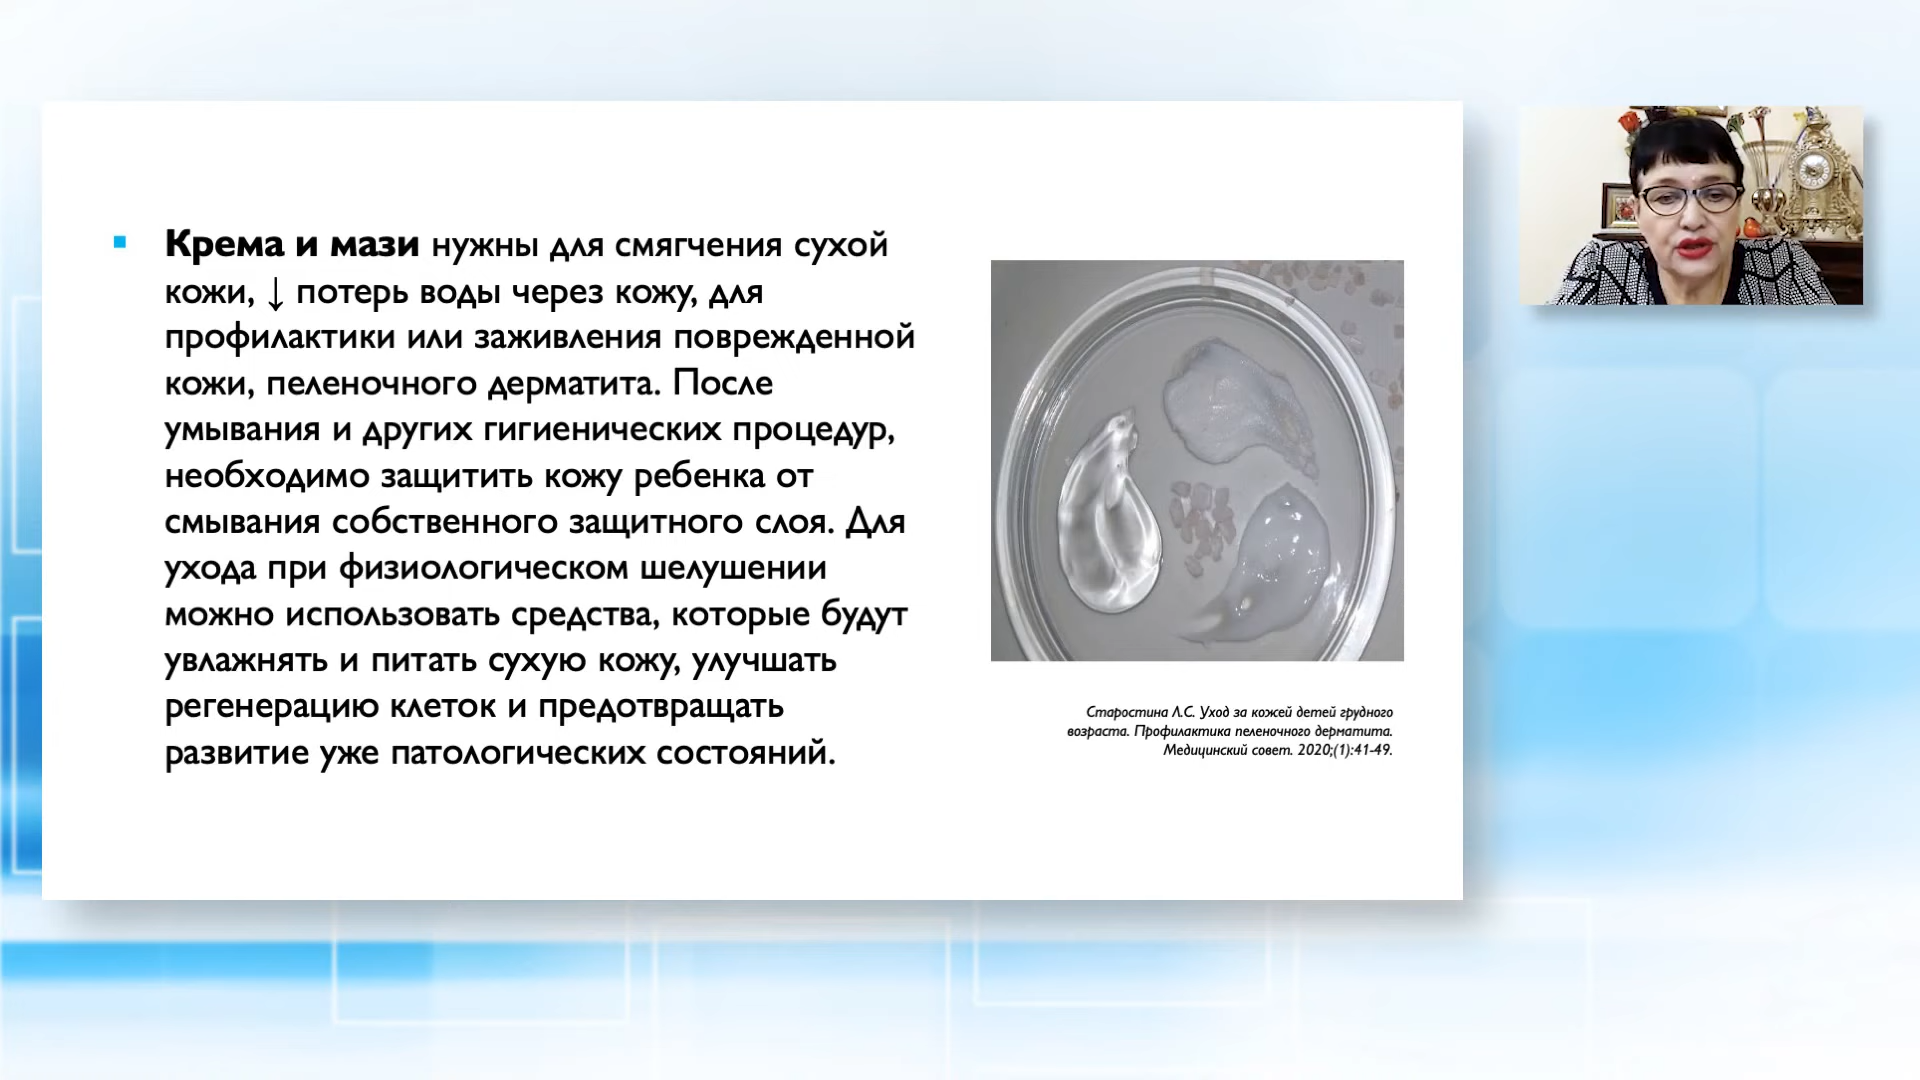 Крема и мази нужны для смягчения сухой
кожи, ↓ потерь воды через кожу, для
профилактики или заживления поврежденной
кожи, пеленочного дерматита. После
умывания и других гигиенических процедур,
необходимо защитить кожу ребенка от
смывания собственного защитного слоя. Для
ухода при физиологическом шелушении
можно использовать средства, которые будут
увлажнять и питать сухую кожу, улучшать
регенерацию клеток и предотвращать
развитие уже патологических состояний.
Старостина Л.С. Уход за кожей детей грудного
возраста. Профилактика пеленочного дерматита.
Медицинский совет. 2020;(1):41-49.